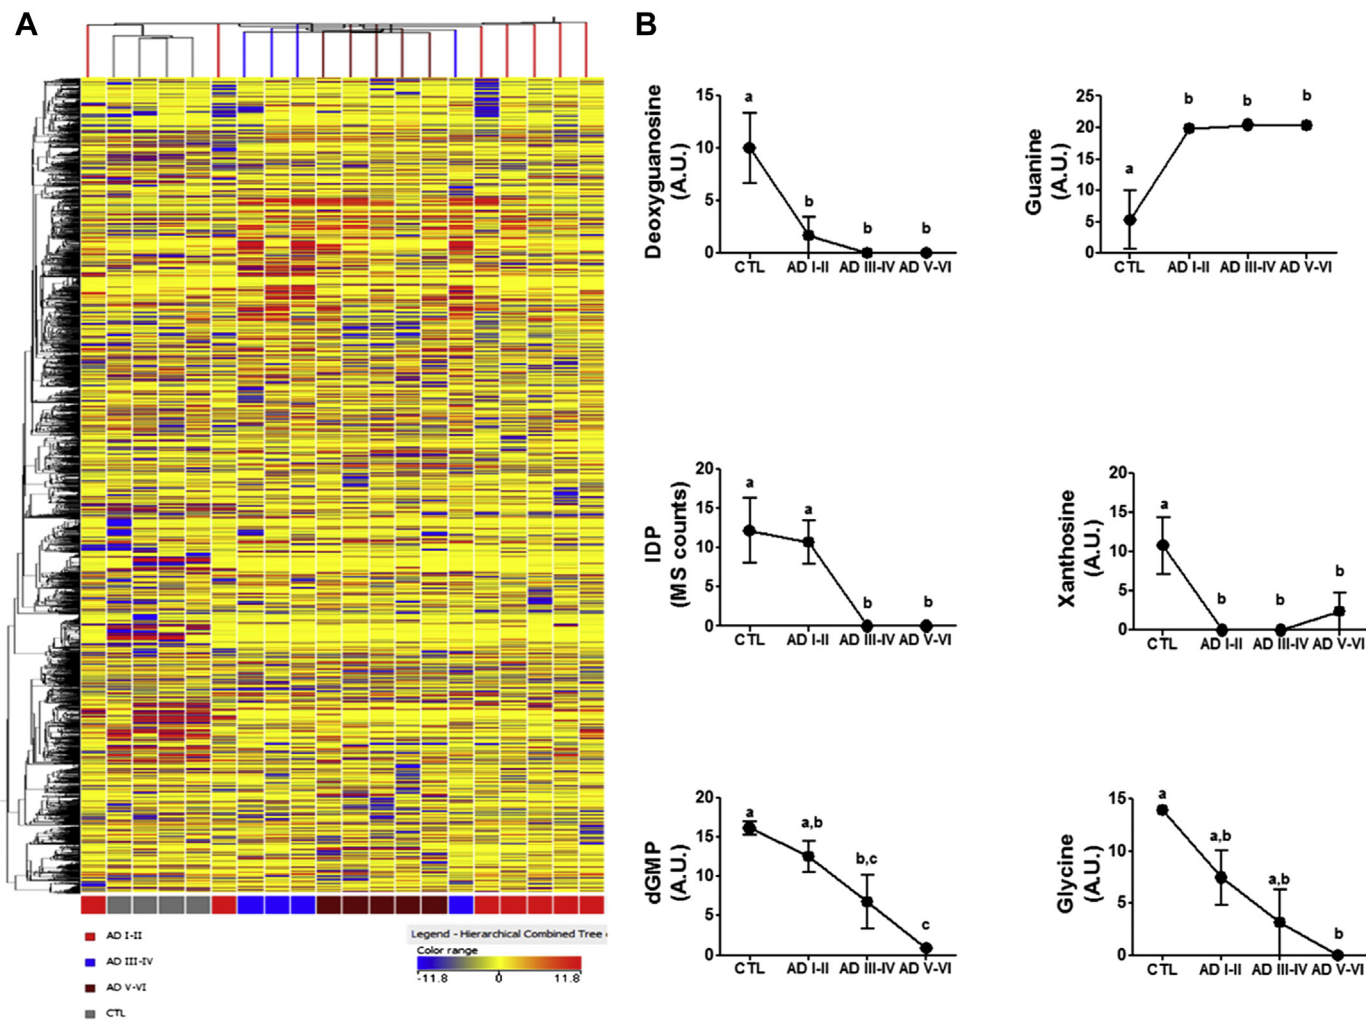 A
AD I-II
AD III-IV
AD V-VI
CTL
Legend - Hierarchical Combined Tree
Color range
-11.8 0 11.8
B
Deoxyguanosine
(A.U.)
15
10
5
0
a
b
b
b
CTL AD I-II AD III-IV AD V-VI
Guanine
(A.U.)
25
20
15
10
5
0
a
b
b
b
CTL AD I-II AD III-IV AD V-VI
IDP
(MS counts)
20
15
10
5
0
a
a
b
b
CTL AD I-II AD III-IV AD V-VI
Xanthosine
(A.U.)
20
15
10
5
0
a
b
b
b
CTL AD I-II AD III-IV AD V-VI
dGMP
(A.U.)
20
15
10
5
0
a
a,b
b,c
c
CTL AD I-II AD III-IV AD V-VI
Glycine
(A.U.)
15
10
5
0
a
a,b
a,b
b
CTL AD I-II AD III-IV AD V-VI